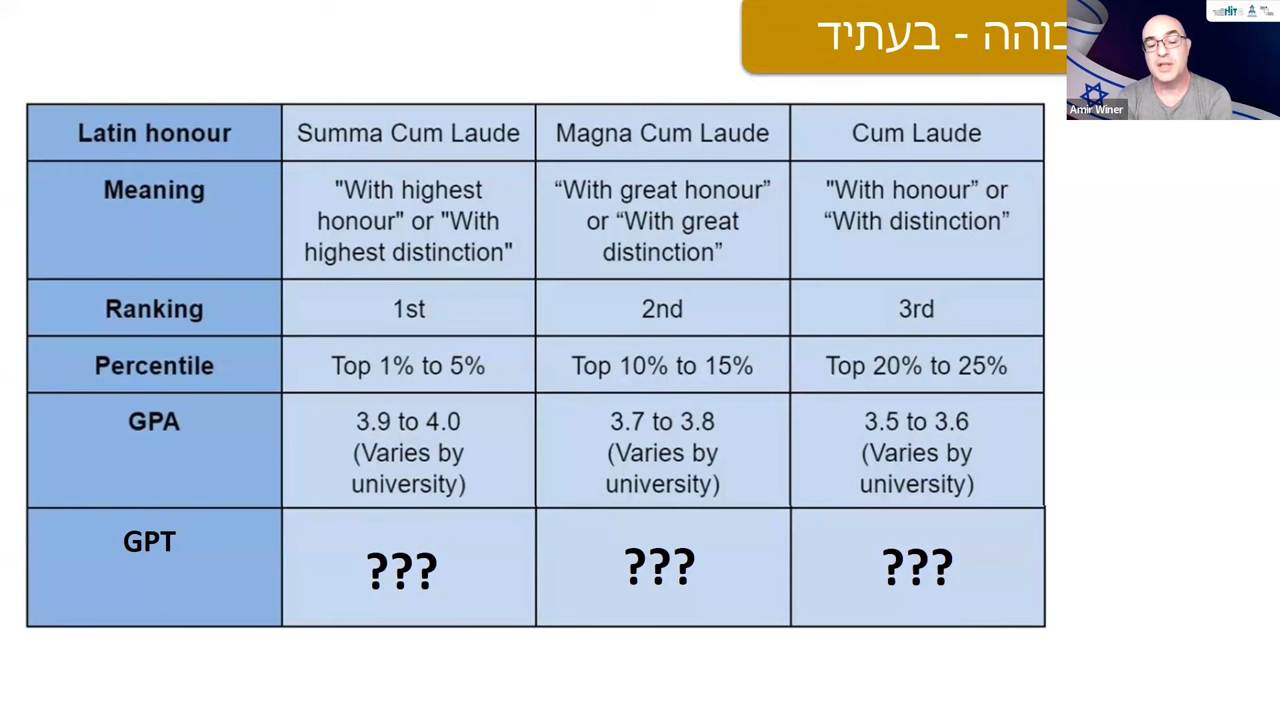 בעתיד -
Latin honour
Summa Cum Laude
Magna Cum Laude
Cum Laude
Meaning
"With highest
honour" or "With
highest distinction"
“With great honour”
or “With great
distinction”
"With honour” or
“With distinction”
Ranking
1st
2nd
3rd
Percentile
Top 1% to 5%
Top 10% to 15%
Top 20% to 25%
GPA
3.9 to 4.0
(Varies by
university)
3.7 to 3.8
(Varies by
university)
3.5 to 3.6
(Varies by
university)
GPT
???
???
???
Amir Winer
HIT